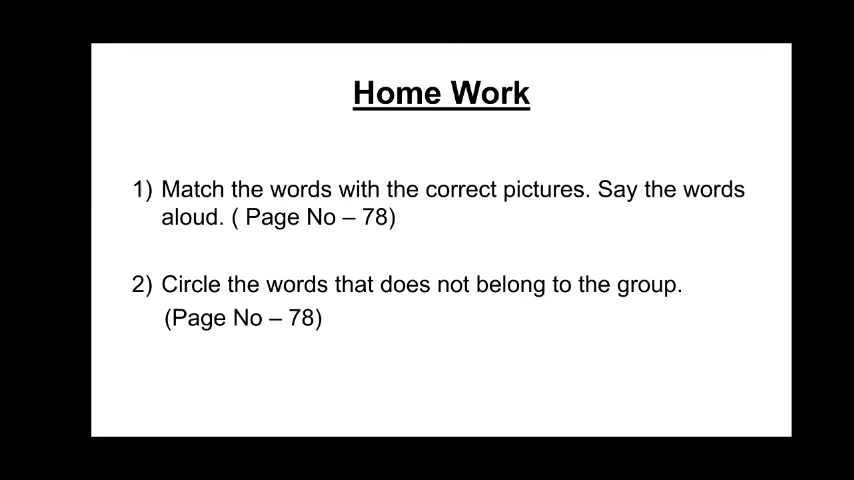 Home Work
1) Match the words with the correct pictures. Say the words
aloud. ( Page No – 78)
2) Circle the words that does not belong to the group.
(Page No – 78)